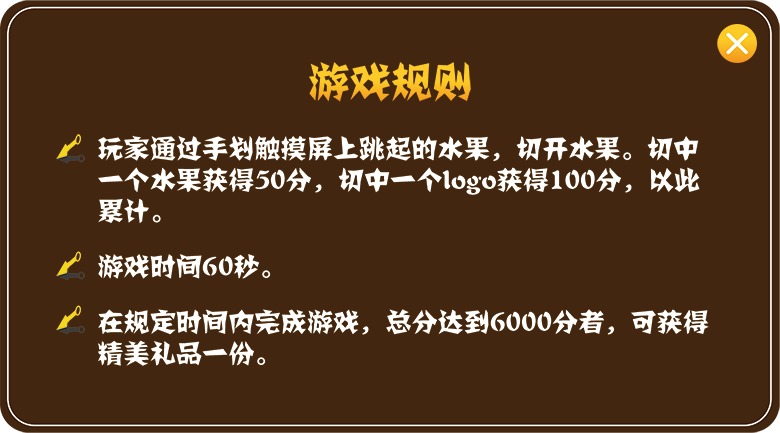 游戏规则
玩家通过手划触摸屏上跳起的水果，切开水果。切中
一个水果获得50分，切中一个logo获得100分，以此
累计。
游戏时间60秒。
在规定时间内完成游戏，总分达到6000分者，可获得
精美礼品一份。